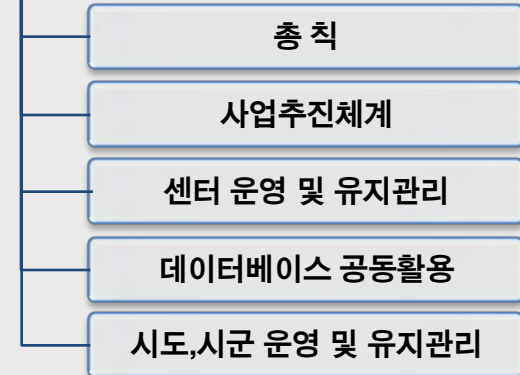 총 칙
사업추진체계
센터 운영 및 유지관리
데이터베이스 공동활용
시도,시군 운영 및 유지관리